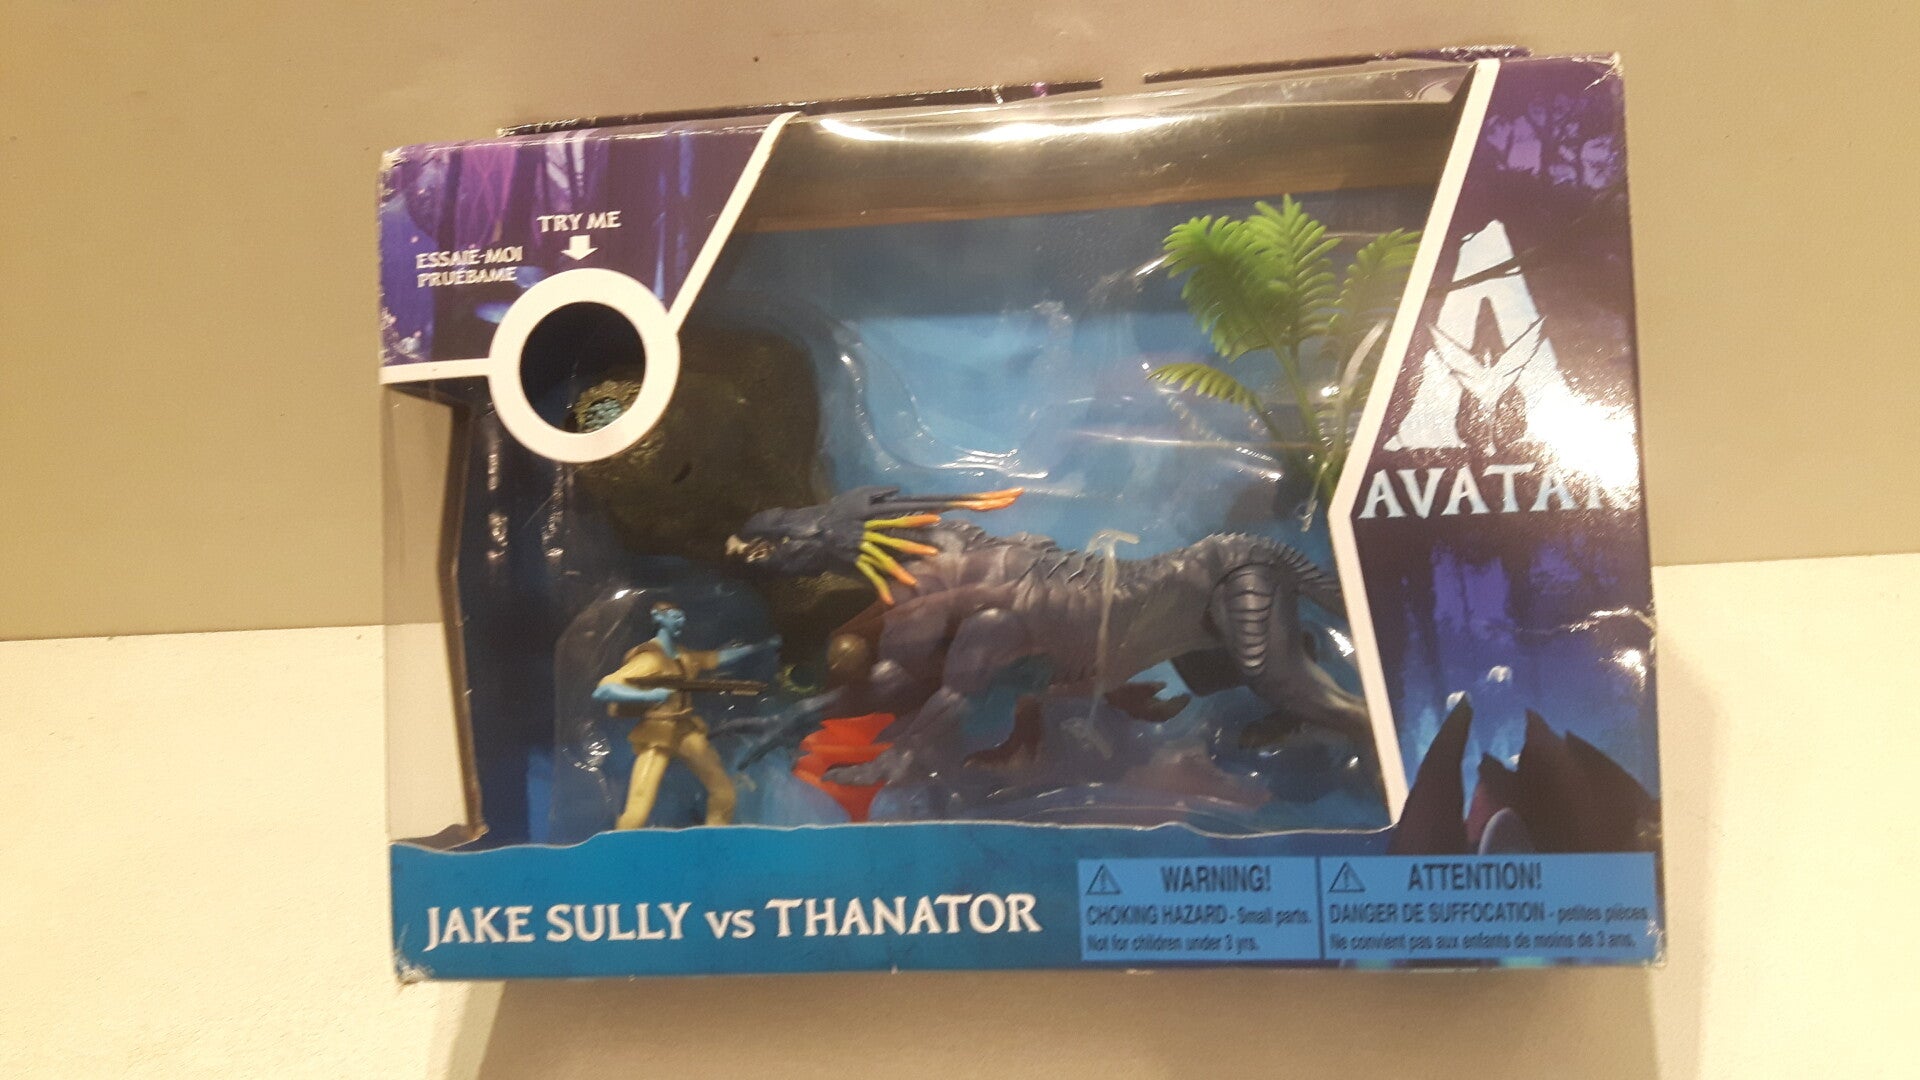 TRY ME
ESSAIE-MOI
PRUÉBAME
AVATAR
JAKE SULLY vs THANATOR
WARNING!
CHOKING HAZARD - Small parts.
Not for children under 3 yrs.
ATTENTION!
DANGER DE SUFFOCATION - petites pièces.
Ne convient pas aux enfants de moins de 3 ans.